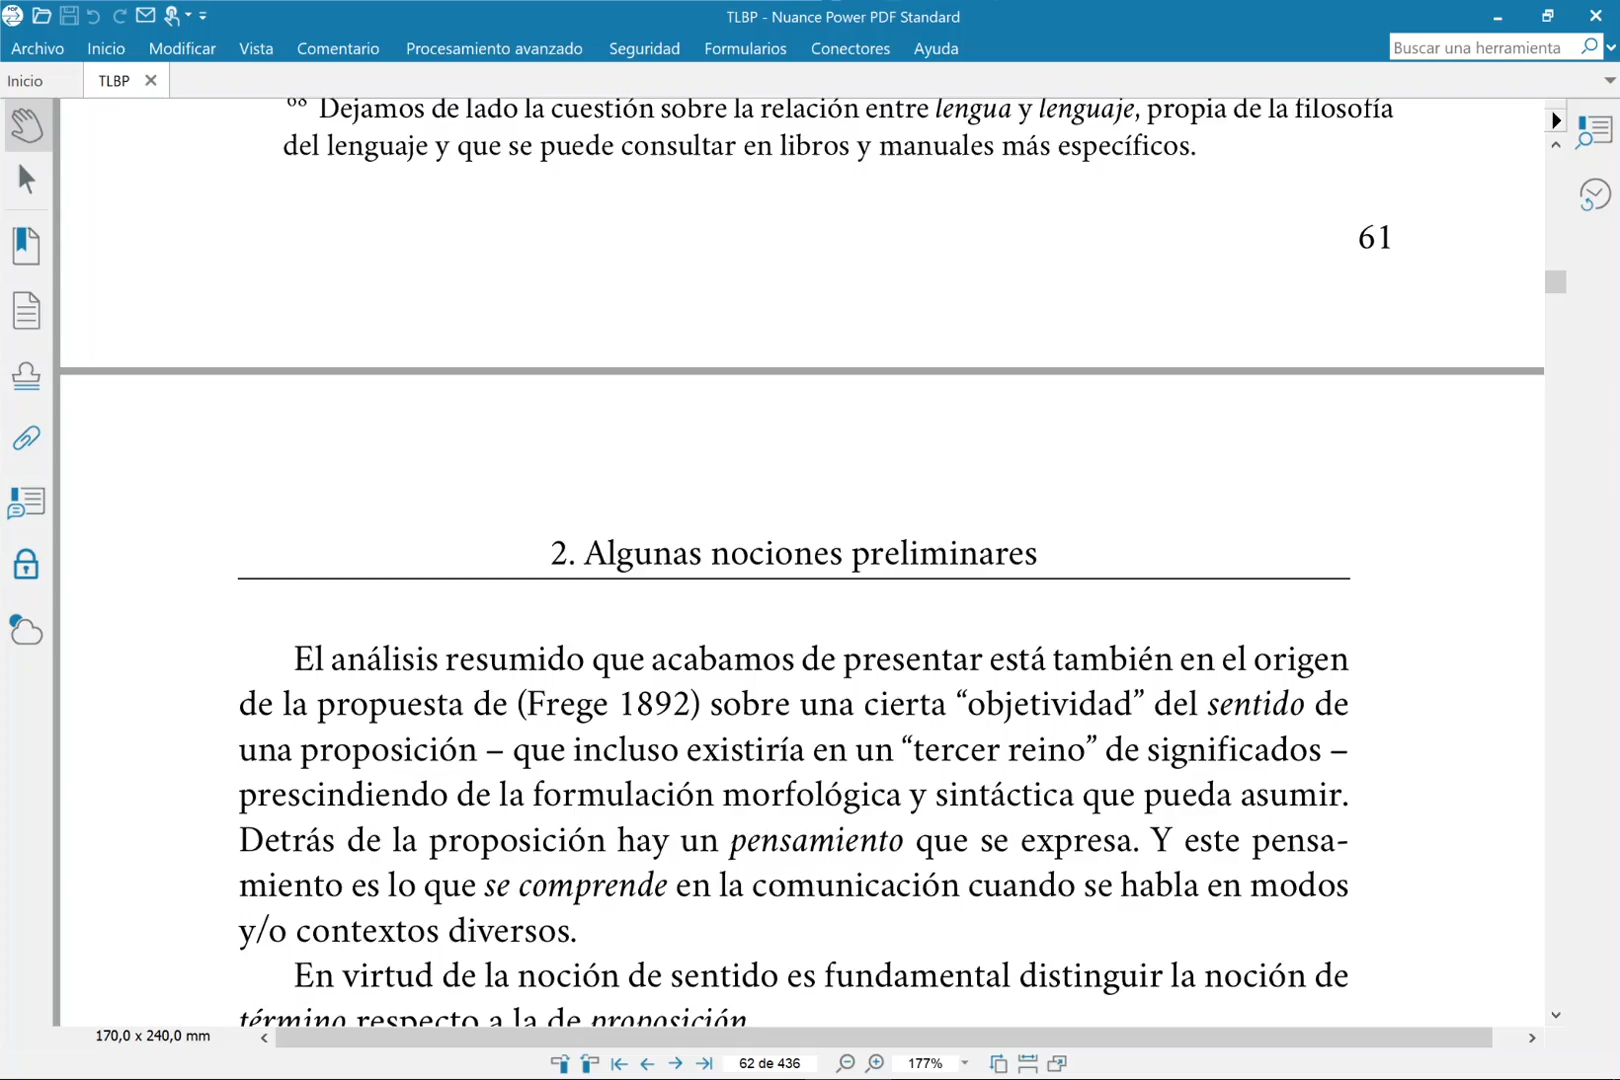 TLBP - Nuance Power PDF Standard
Archivo Inicio Modificar Vista Comentario Procesamiento avanzado Seguridad Formularios Conectores Ayuda
Buscar una herramienta
Inicio TLBP
68 Dejamos de lado la cuestión sobre la relación entre lengua y lenguaje, propia de la filosofía
del lenguaje y que se puede consultar en libros y manuales más específicos.
61
2. Algunas nociones preliminares
El análisis resumido que acabamos de presentar está también en el origen
de la propuesta de (Frege 1892) sobre una cierta “objetividad” del sentido de
una proposición – que incluso existiría en un “tercer reino” de significados –
prescindiendo de la formulación morfológica y sintáctica que pueda asumir.
Detrás de la proposición hay un pensamiento que se expresa. Y este pensa-
miento es lo que se comprende en la comunicación cuando se habla en modos
y/o contextos diversos.
En virtud de la noción de sentido es fundamental distinguir la noción de
término respecto a la de proposición.
170,0 x 240,0 mm
62 de 436
177%